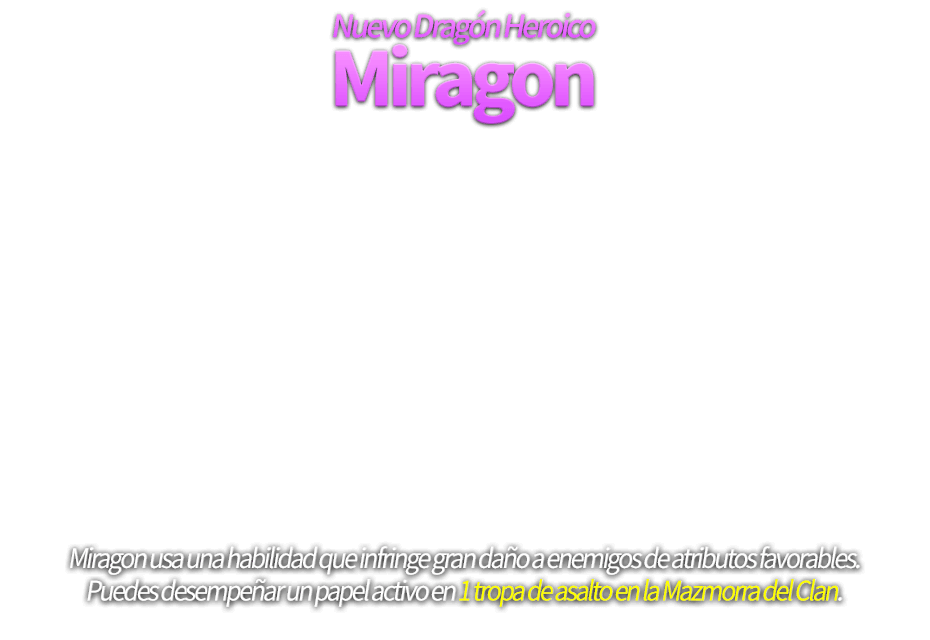 Nuevo Dragón Heroico
Miragon
Miragon usa una habilidad que infringe gran daño a enemigos de atributos favorables.
Puedes desempeñar un papel activo en 1 tropa de asalto en la Mazmorra del Clan.